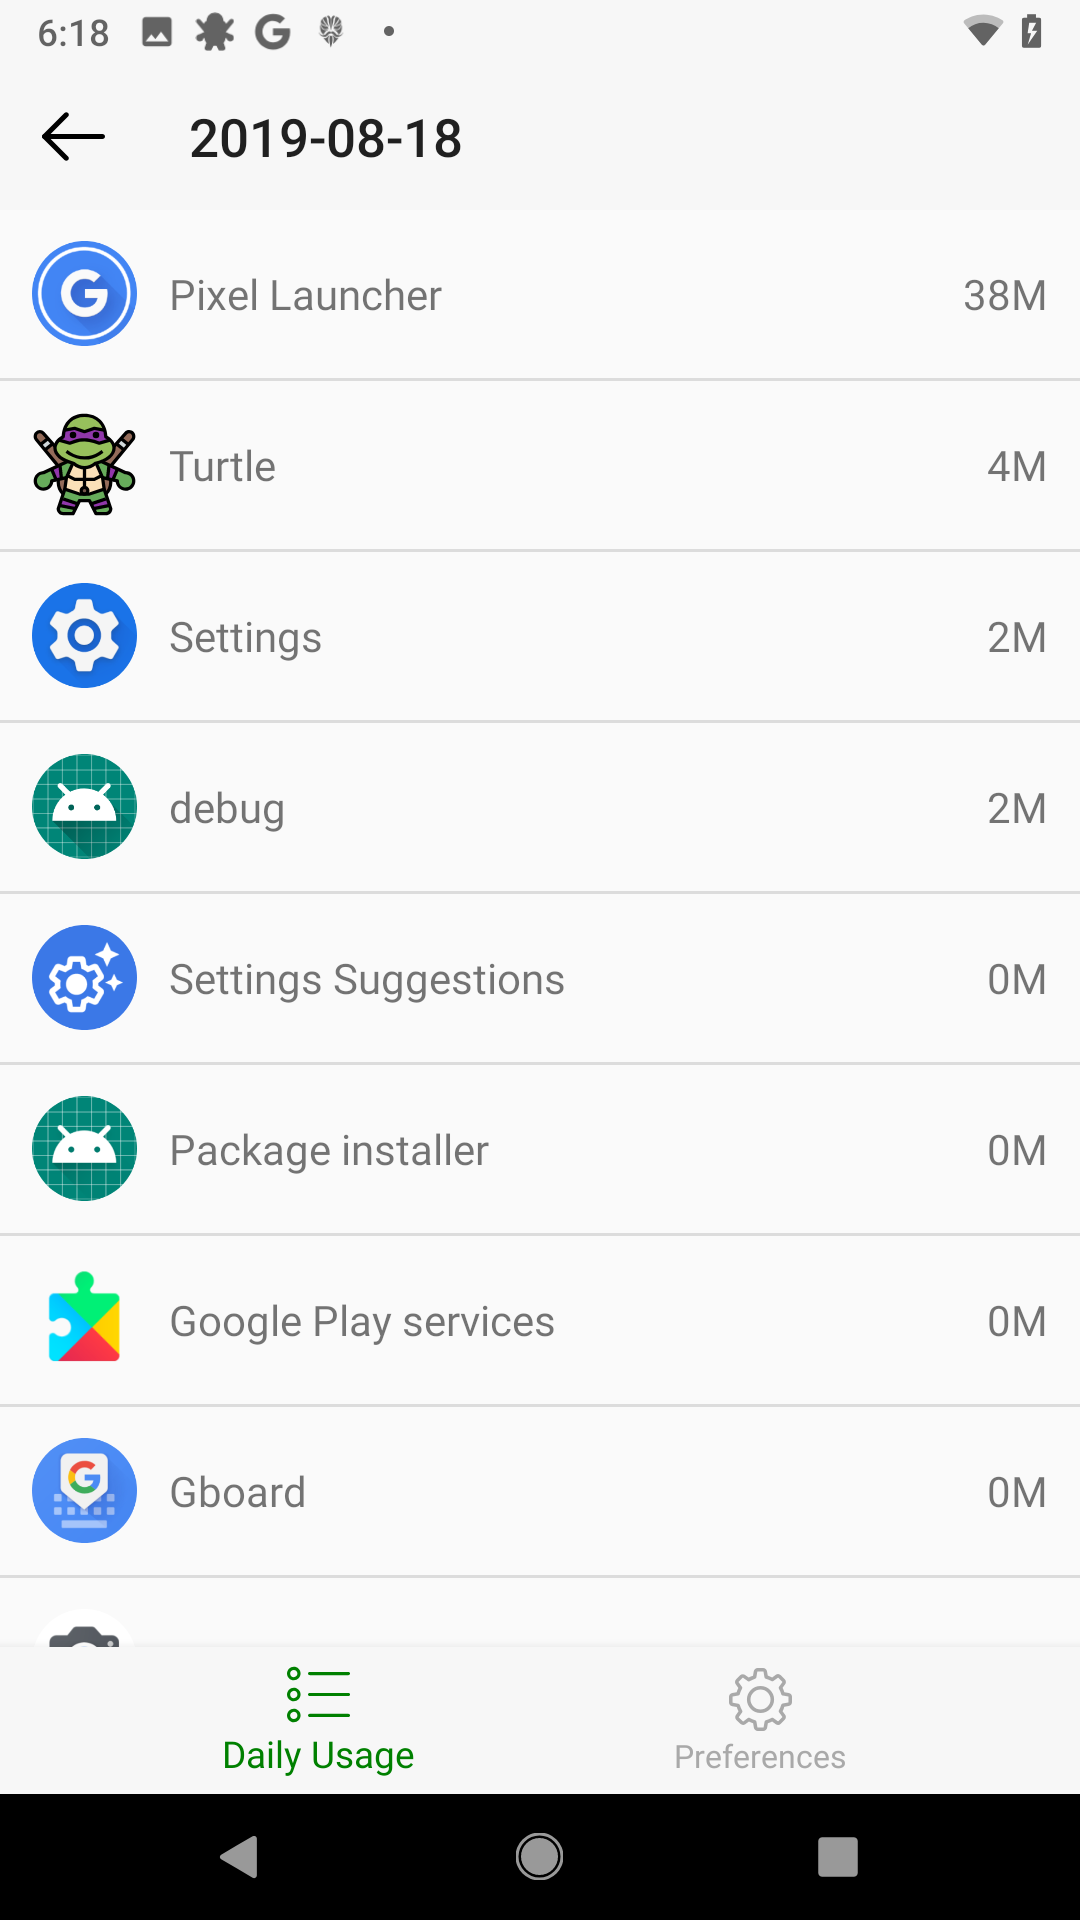 6:18
2019-08-18
Pixel Launcher 38M
Turtle 4M
Settings 2M
debug 2M
Settings Suggestions 0M
Package installer 0M
Google Play services 0M
Gboard 0M
Daily Usage
Preferences